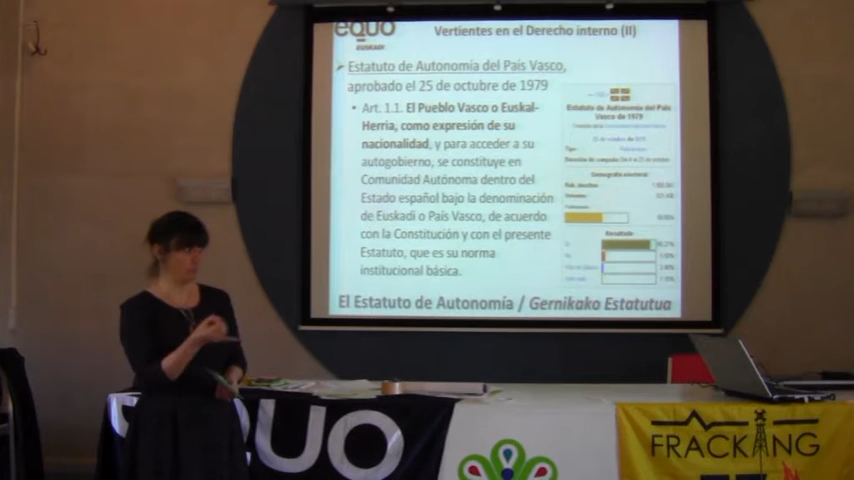 equo
EUSKADI
Vertientes en el Derecho interno (II)
Estatuto de Autonomía del País Vasco,
aprobado el 25 de octubre de 1979
• Art. 1.1. El Pueblo Vasco o Euskal-
Herria, como expresión de su
nacionalidad, y para acceder a su
autogobierno, se constituye en
Comunidad Autónoma dentro del
Estado español bajo la denominación
de Euskadi o País Vasco, de acuerdo
con la Constitución y con el presente
Estatuto, que es su norma
institucional básica.
Estatuto de Autonomía del País
Vasco de 1979
Demografía electoral
Resultado
El Estatuto de Autonomía / Gernikako Estatutua
QUO
FRACKING